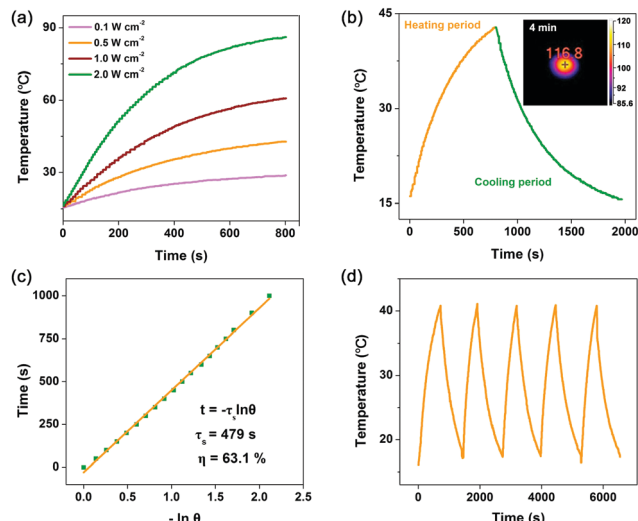 (a)
0.1 W cm⁻²
0.5 W cm⁻²
1.0 W cm⁻²
2.0 W cm⁻²
90
60
30
Temperature (°C)
0 200 400 600 800
Time (s)
(b)
Heating period
4 min
116.8
120
110
100
92
85.6
Cooling period
45
30
15
Temperature (°C)
0 500 1000 1500 2000
Time (s)
(c)
1000
750
500
250
0
Time (s)
t = -τₛlnθ
τₛ = 479 s
η = 63.1 %
0.0 0.5 1.0 1.5 2.0 2.5
- ln θ
(d)
50
40
30
20
Temperature (°C)
0 2000 4000 6000
Time (s)